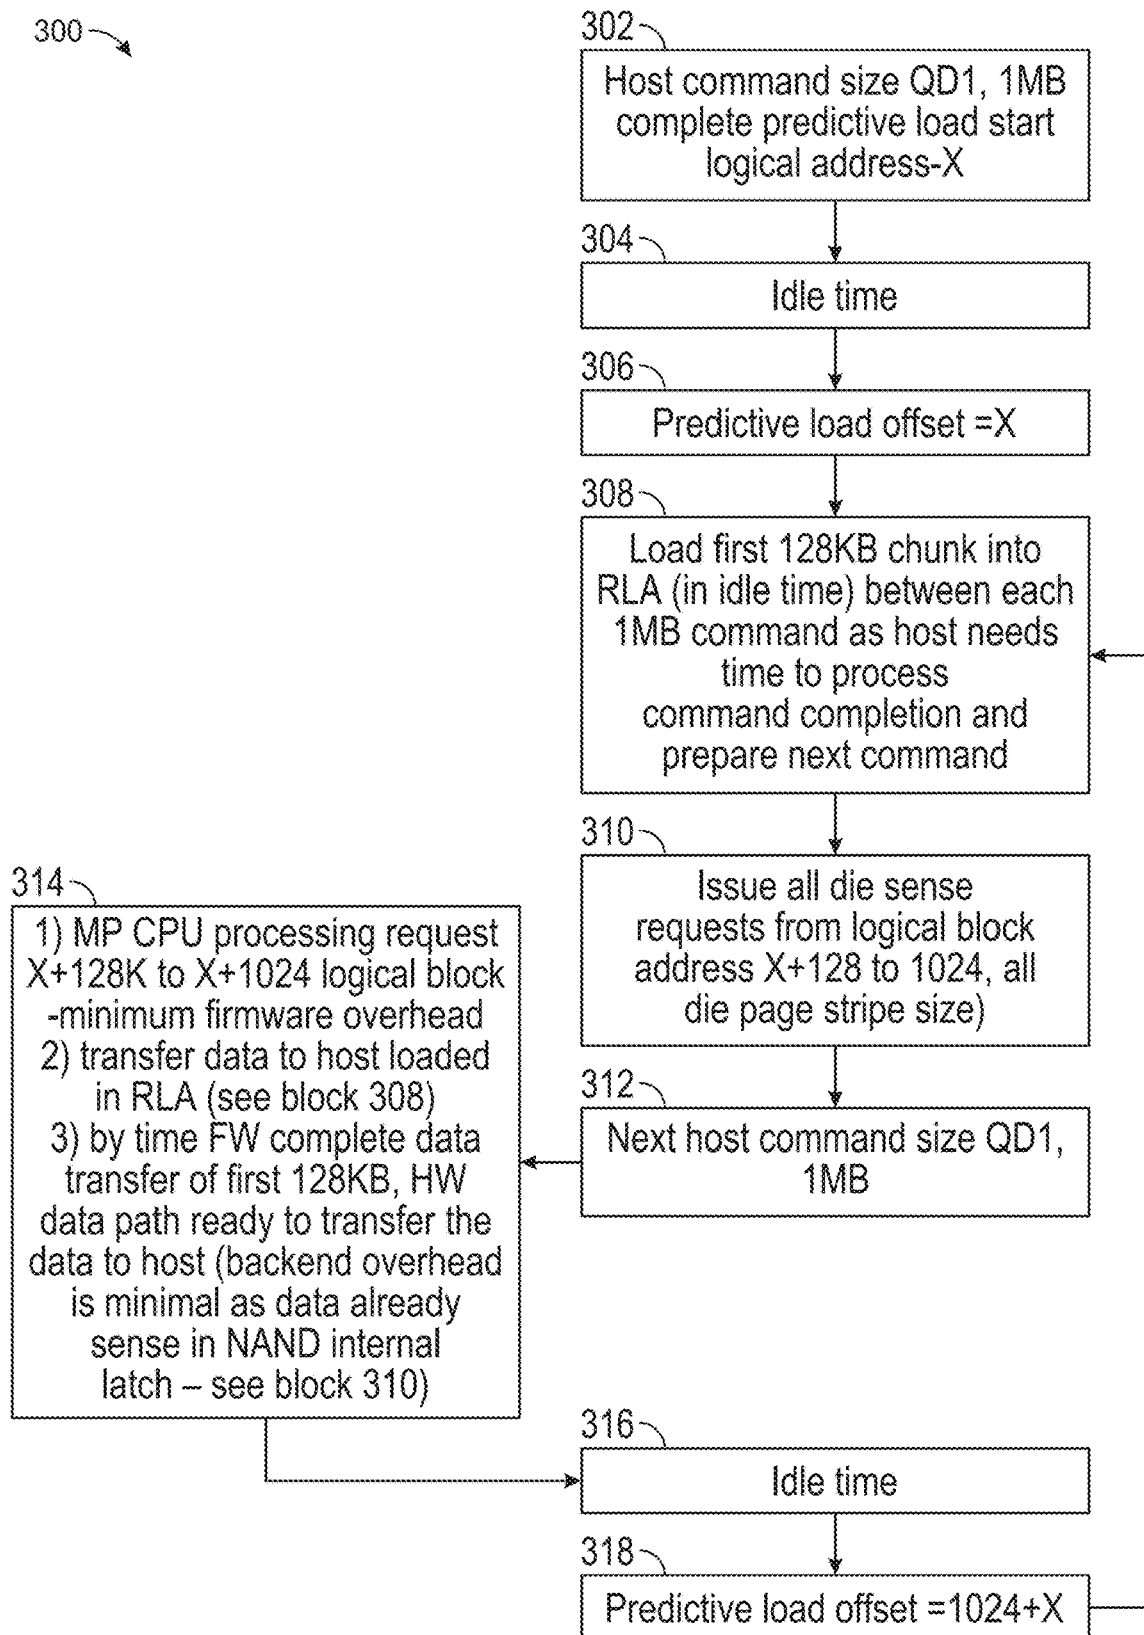 300
302
Host command size QD1, 1MB
complete predictive load start
logical address-X
304
Idle time
306
Predictive load offset =X
308
Load first 128KB chunk into
RLA (in idle time) between each
1MB command as host needs
time to process
command completion and
prepare next command
310
Issue all die sense
requests from logical block
address X+128 to 1024, all
die page stripe size)
312
Next host command size QD1,
1MB
314
1) MP CPU processing request
X+128K to X+1024 logical block
-minimum firmware overhead
2) transfer data to host loaded
in RLA (see block 308)
3) by time FW complete data
transfer of first 128KB, HW
data path ready to transfer the
data to host (backend overhead
is minimal as data already
sense in NAND internal
latch – see block 310)
316
Idle time
318
Predictive load offset =1024+X